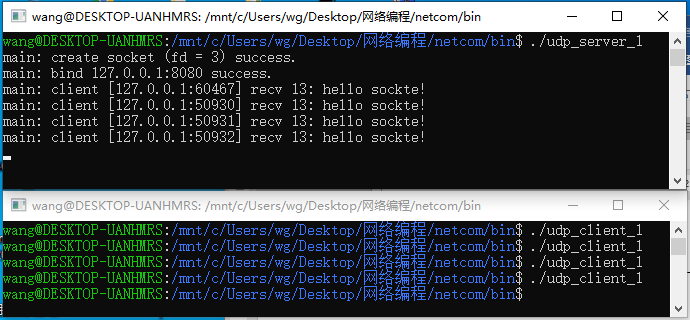 wang@DESKTOP-UANHMRS: /mnt/c/Users/wg/Desktop/网络编程/netcom/bin
wang@DESKTOP-UANHMRS:/mnt/c/Users/wg/Desktop/网络编程/netcom/bin$ ./udp_server_1
main: create socket (fd = 3) success.
main: bind 127.0.0.1:8080 success.
main: client [127.0.0.1:60467] recv 13: hello sockte!
main: client [127.0.0.1:50930] recv 13: hello sockte!
main: client [127.0.0.1:50931] recv 13: hello sockte!
main: client [127.0.0.1:50932] recv 13: hello sockte!
wang@DESKTOP-UANHMRS: /mnt/c/Users/wg/Desktop/网络编程/netcom/bin
wang@DESKTOP-UANHMRS:/mnt/c/Users/wg/Desktop/网络编程/netcom/bin$ ./udp_client_1
wang@DESKTOP-UANHMRS:/mnt/c/Users/wg/Desktop/网络编程/netcom/bin$ ./udp_client_1
wang@DESKTOP-UANHMRS:/mnt/c/Users/wg/Desktop/网络编程/netcom/bin$ ./udp_client_1
wang@DESKTOP-UANHMRS:/mnt/c/Users/wg/Desktop/网络编程/netcom/bin$ ./udp_client_1
wang@DESKTOP-UANHMRS:/mnt/c/Users/wg/Desktop/网络编程/netcom/bin$